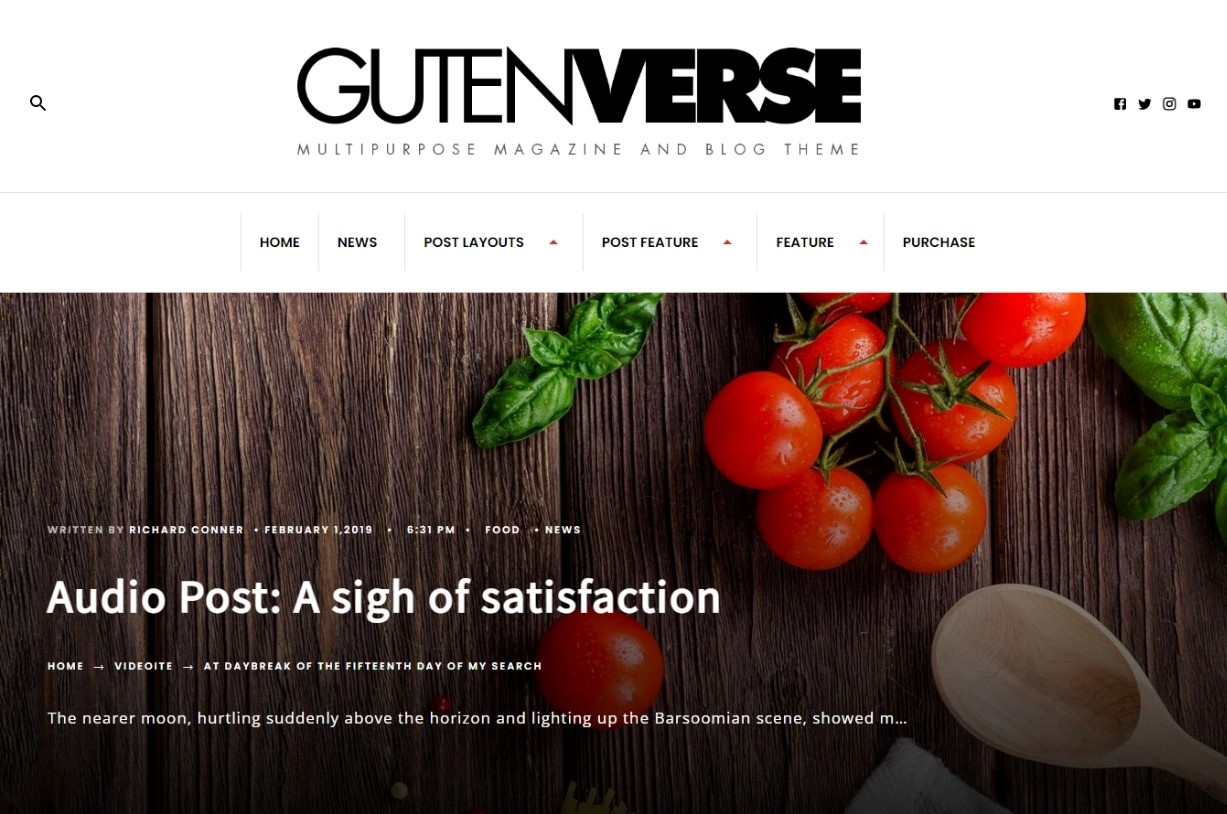 GUTENVERSE
MULTIPURPOSE MAGAZINE AND BLOG THEME
HOME NEWS POST LAYOUTS POST FEATURE FEATURE PURCHASE
WRITTEN BY RICHARD CONNER • FEBRUARY 1,2019 • 6:31 PM • FOOD • NEWS
Audio Post: A sigh of satisfaction
HOME → VIDEOITE → AT DAYBREAK OF THE FIFTEENTH DAY OF MY SEARCH
The nearer moon, hurtling suddenly above the horizon and lighting up the Barsoomian scene, showed m...